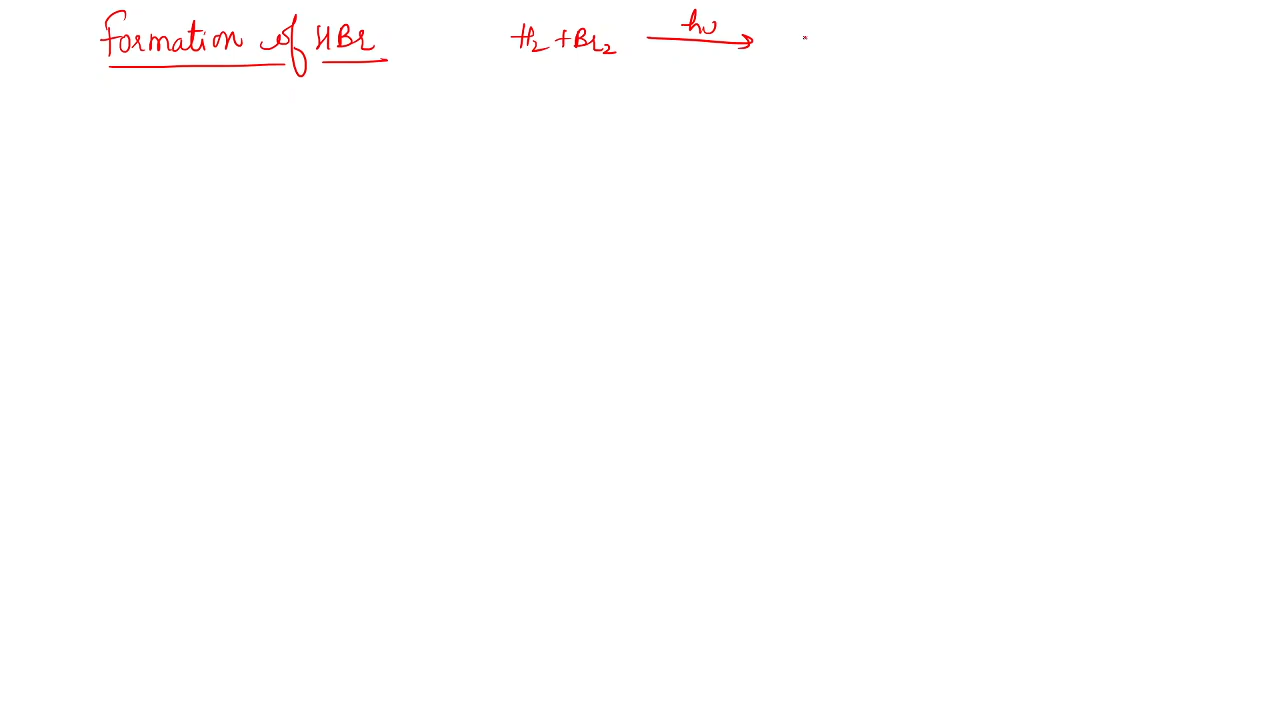 Formation of HBr H₂ + Br₂ hν →